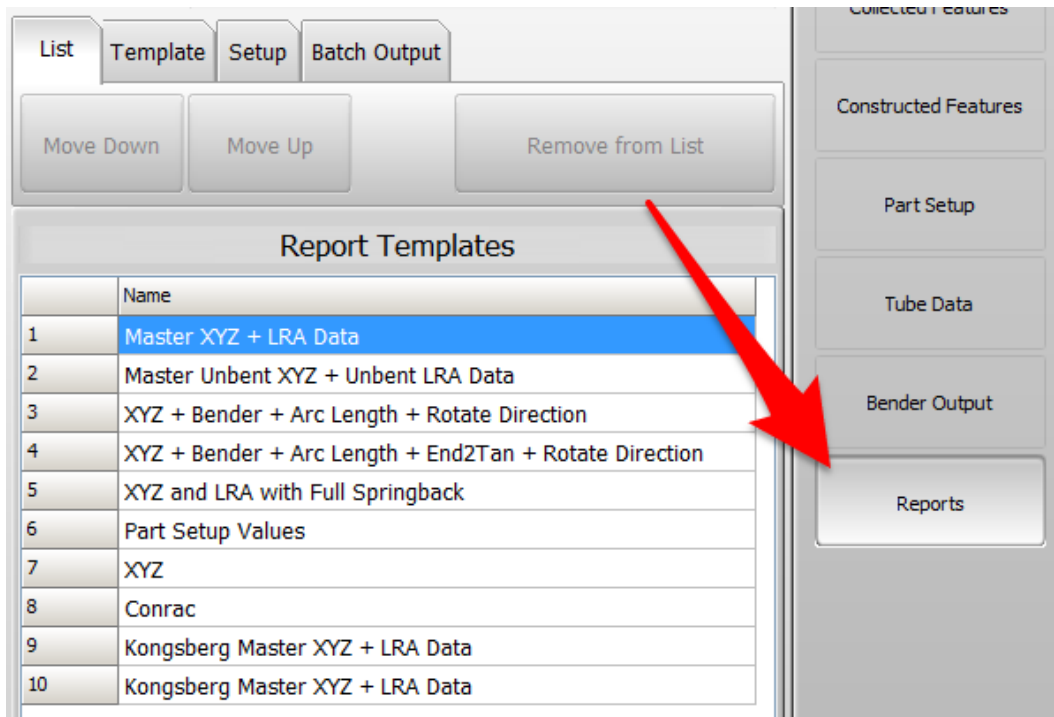 List
Template
Setup
Batch Output
Move Down
Move Up
Remove from List
Report Templates
Name
1 Master XYZ + LRA Data
2 Master Unbent XYZ + Unbent LRA Data
3 XYZ + Bender + Arc Length + Rotate Direction
4 XYZ + Bender + Arc Length + End2Tan + Rotate Direction
5 XYZ and LRA with Full Springback
6 Part Setup Values
7 XYZ
8 Conrac
9 Kongsberg Master XYZ + LRA Data
10 Kongsberg Master XYZ + LRA Data
Collected Features
Constructed Features
Part Setup
Tube Data
Bender Output
Reports